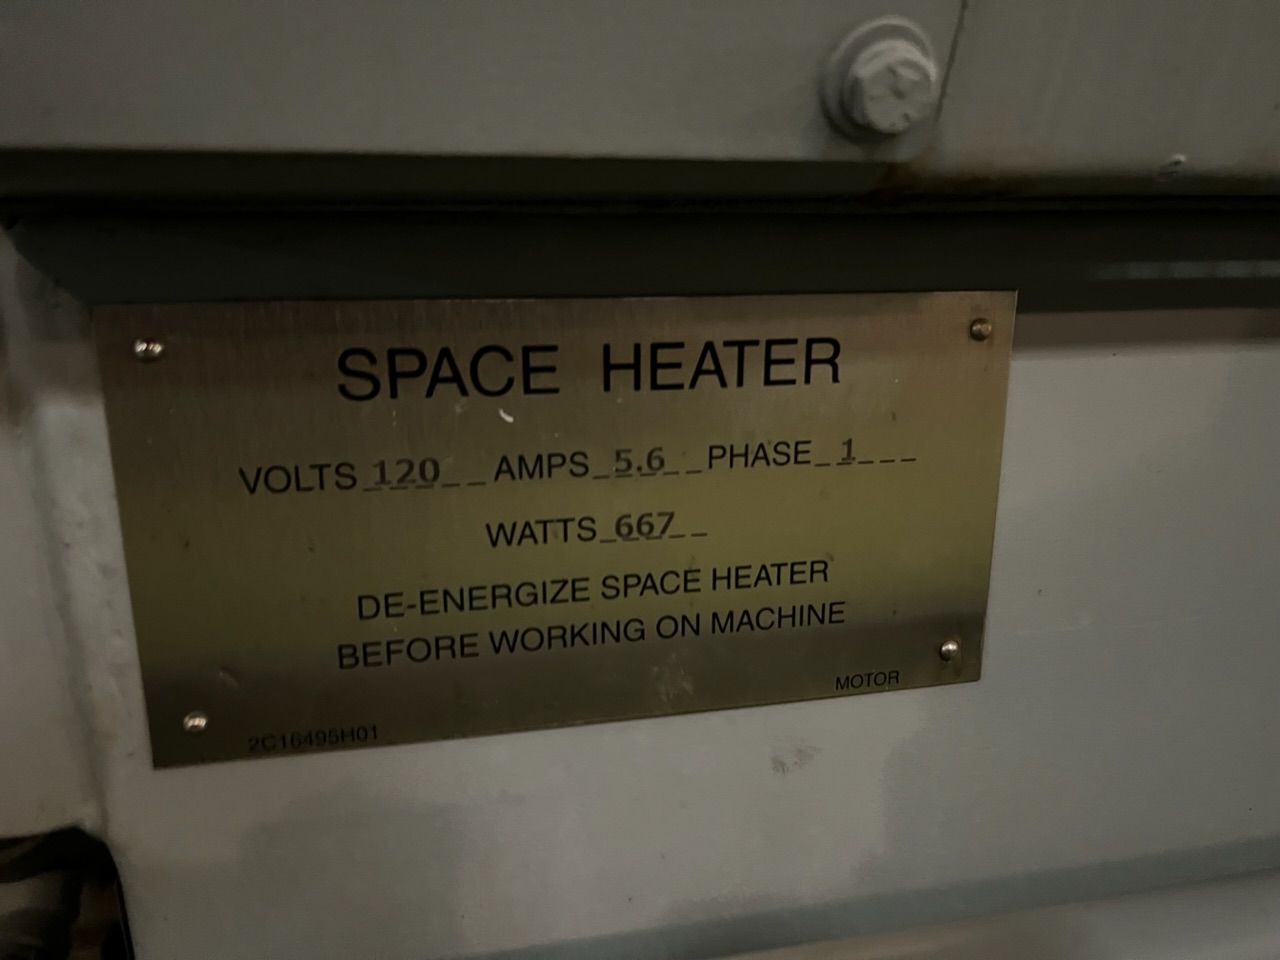 SPACE HEATER
VOLTS 120 AMPS 5.6 PHASE 1
WATTS 667
DE-ENERGIZE SPACE HEATER
BEFORE WORKING ON MACHINE
MOTOR
2C16495H01